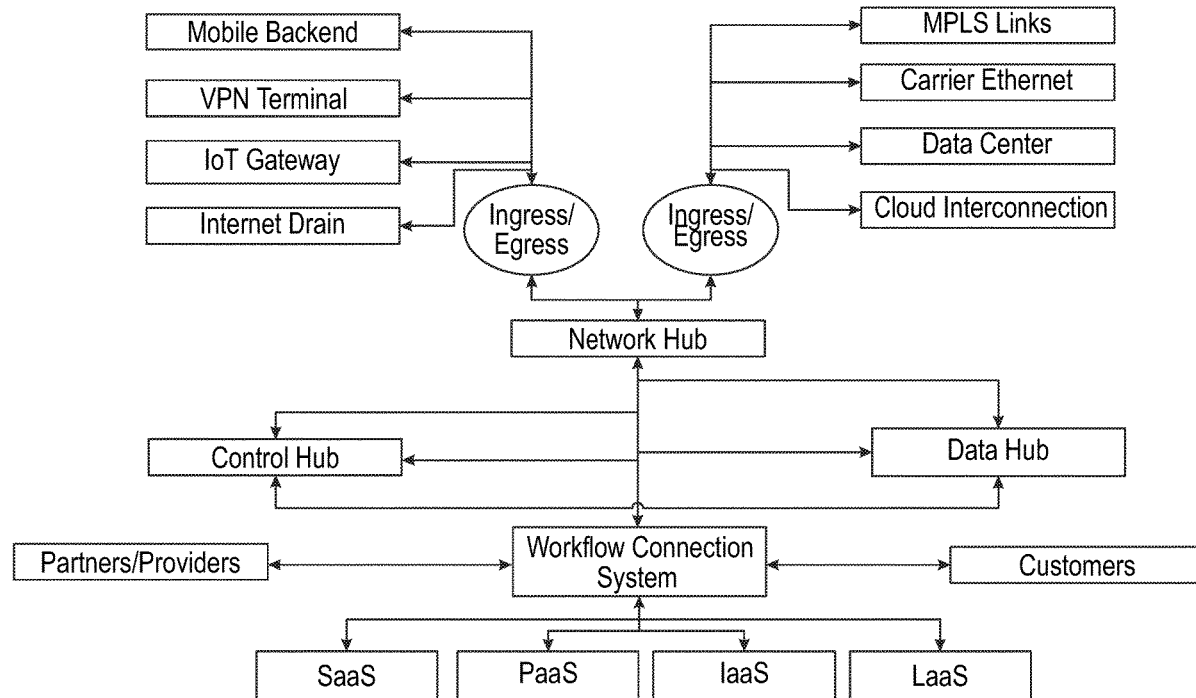 Mobile Backend
MPLS Links
VPN Terminal
Carrier Ethernet
IoT Gateway
Data Center
Internet Drain
Cloud Interconnection
Ingress/
Egress
Ingress/
Egress
Network Hub
Control Hub
Data Hub
Partners/Providers
Workflow Connection
System
Customers
SaaS
PaaS
IaaS
LaaS